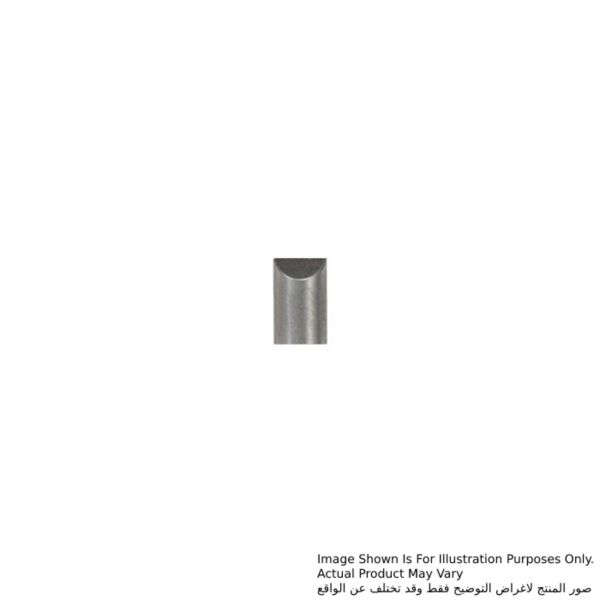 Image Shown Is For Illustration Purposes Only.
Actual Product May Vary
صور المنتج لاغراض التوضيح فقط وقد تختلف عن الواقع